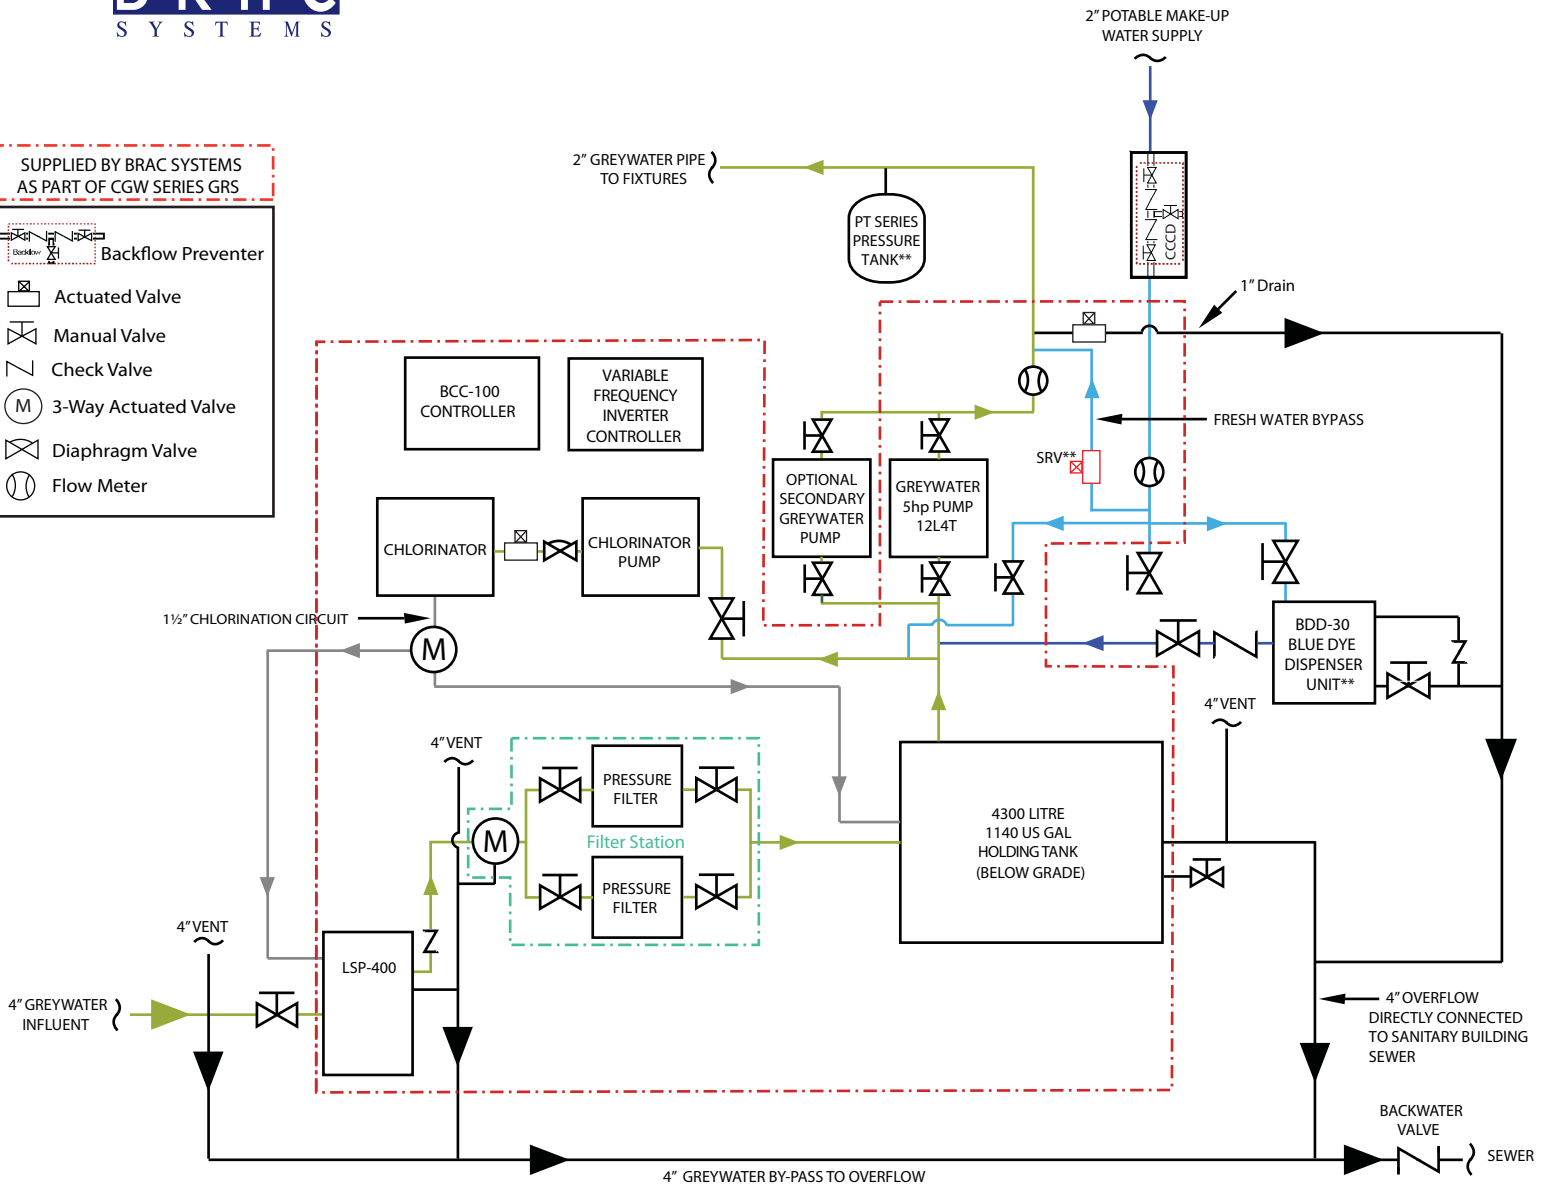 SYSTEMS
2" POTABLE MAKE-UP
WATER SUPPLY
SUPPLIED BY BRAC SYSTEMS
AS PART OF CGW SERIES GRS
Backflow
Backflow Preventer
Actuated Valve
Manual Valve
Check Valve
M
3-Way Actuated Valve
Diaphragm Valve
Flow Meter
2" GREYWATER PIPE
TO FIXTURES
PT SERIES
PRESSURE
TANK**
CCCD
1" Drain
BCC-100
CONTROLLER
VARIABLE
FREQUENCY
INVERTER
CONTROLLER
FRESH WATER BYPASS
SRV**
OPTIONAL
SECONDARY
GREYWATER
PUMP
GREYWATER
5hp PUMP
12L4T
CHLORINATOR
CHLORINATOR
PUMP
1½" CHLORINATION CIRCUIT
M
BDD-30
BLUE DYE
DISPENSER
UNIT**
4" VENT
4" VENT
PRESSURE
FILTER
M
Filter Station
PRESSURE
FILTER
4300 LITRE
1140 US GAL
HOLDING TANK
(BELOW GRADE)
4" VENT
LSP-400
4" GREYWATER
INFLUENT
4" OVERFLOW
DIRECTLY CONNECTED
TO SANITARY BUILDING
SEWER
BACKWATER
VALVE
SEWER
4" GREYWATER BY-PASS TO OVERFLOW